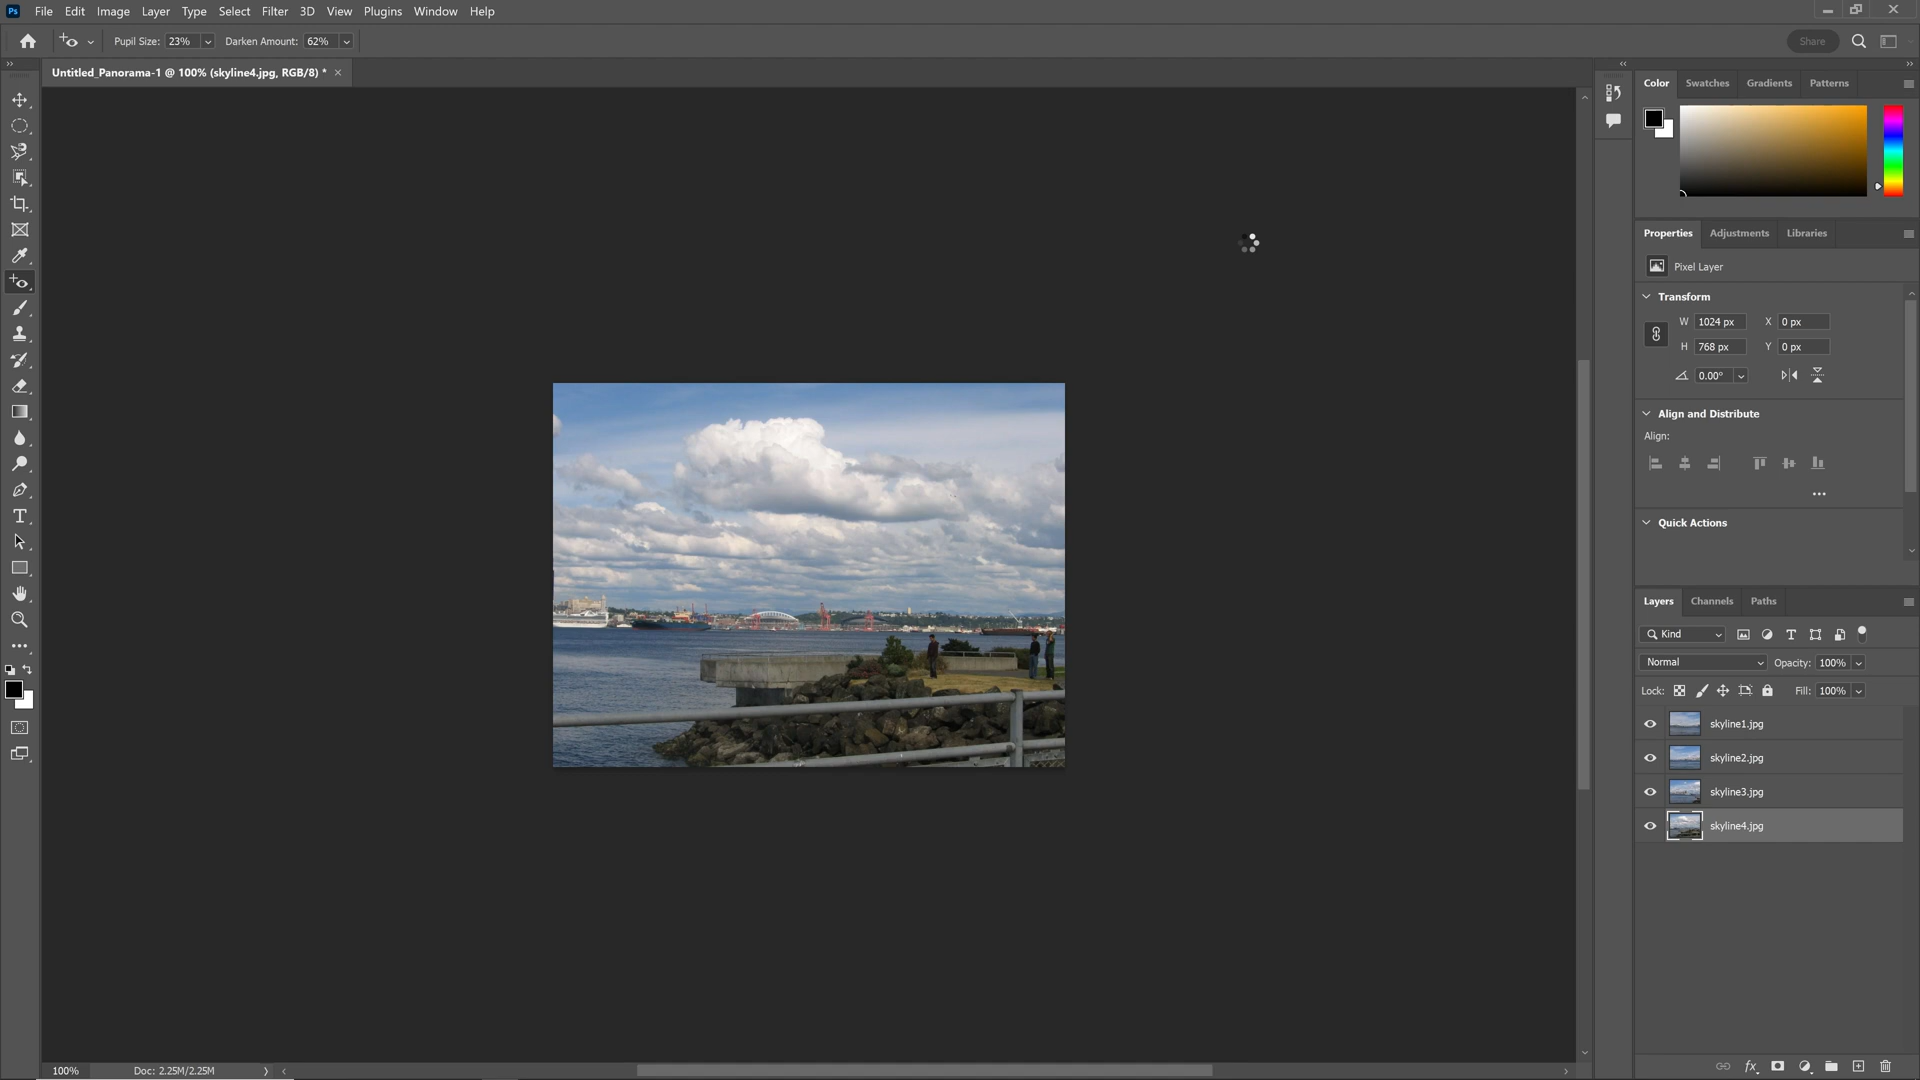 Ps File Edit Image Layer Type Select Filter 3D View Plugins Window Help
Pupil Size: 23% Darken Amount: 62% Share
Untitled_Panorama-1 @ 100% (skyline4.jpg, RGB/8) *
Color Swatches Gradients Patterns
Properties Adjustments Libraries
Pixel Layer
Transform
W 1024 px X 0 px
H 768 px Y 0 px
0.00°
Align and Distribute
Align:
Quick Actions
Layers Channels Paths
Kind
Normal Opacity: 100%
Lock: Fill: 100%
skyline1.jpg
skyline2.jpg
skyline3.jpg
skyline4.jpg
100% Doc: 2.25M/2.25M